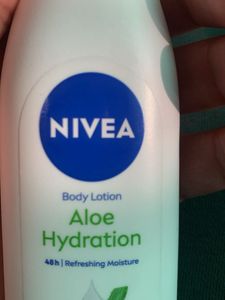 NIVEA
Body Lotion
Aloe
Hydration
48h | Refreshing Moisture